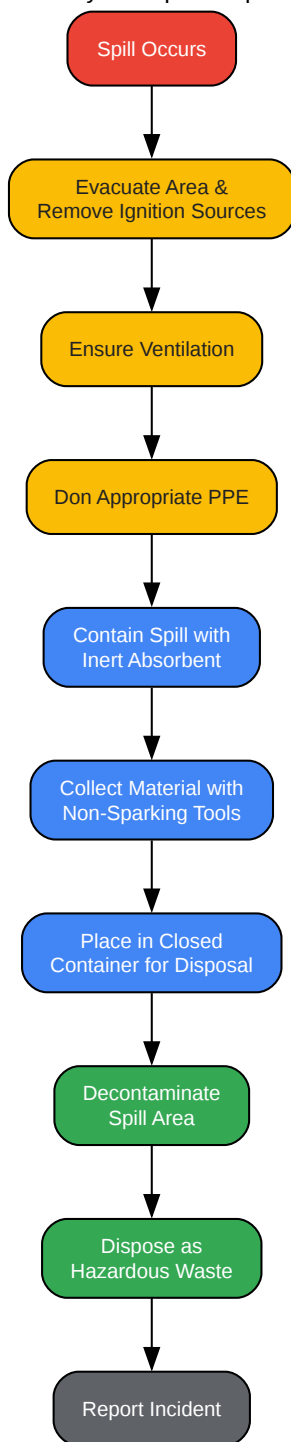 Spill Occurs
Evacuate Area &
Remove Ignition Sources
Ensure Ventilation
Don Appropriate PPE
Contain Spill with
Inert Absorbent
Collect Material with
Non-Sparking Tools
Place in Closed
Container for Disposal
Decontaminate
Spill Area
Dispose as
Hazardous Waste
Report Incident